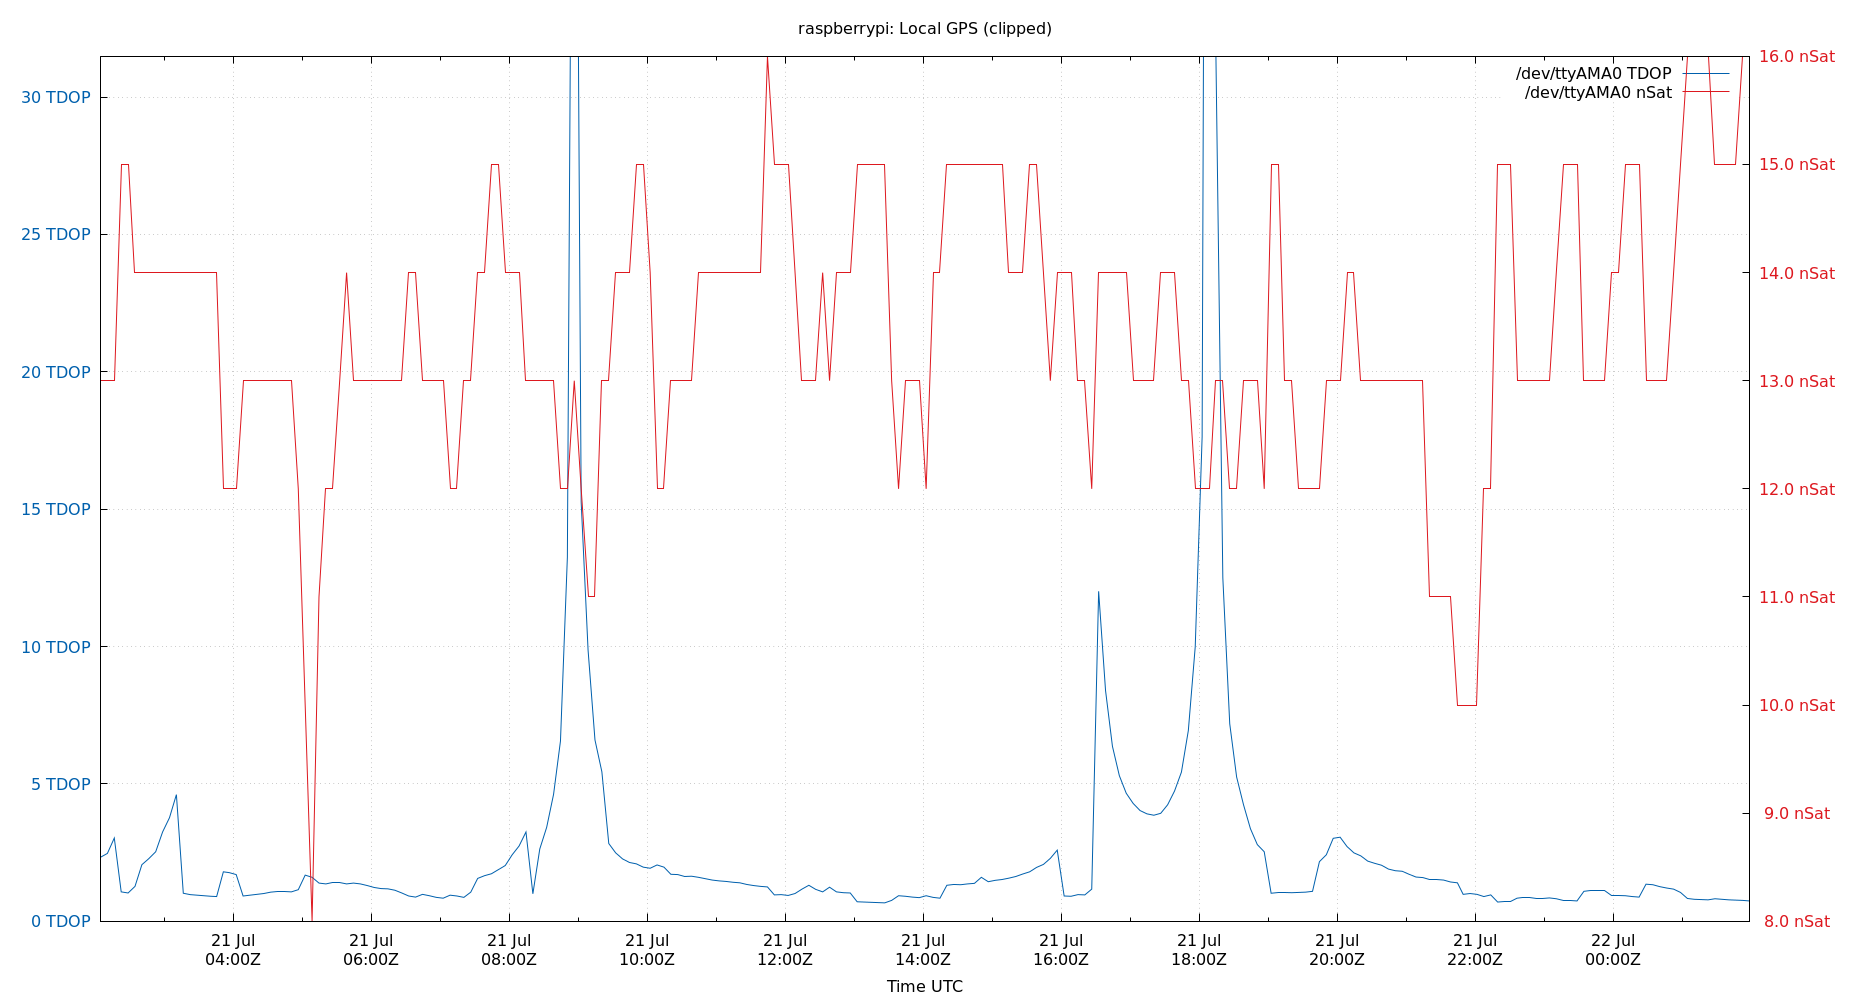 raspberrypi: Local GPS (clipped)
/dev/ttyAMA0 TDOP
/dev/ttyAMA0 nSat
30 TDOP
25 TDOP
20 TDOP
15 TDOP
10 TDOP
5 TDOP
0 TDOP
16.0 nSat
15.0 nSat
14.0 nSat
13.0 nSat
12.0 nSat
11.0 nSat
10.0 nSat
9.0 nSat
8.0 nSat
21 Jul
04:00Z
21 Jul
06:00Z
21 Jul
08:00Z
21 Jul
10:00Z
21 Jul
12:00Z
21 Jul
14:00Z
21 Jul
16:00Z
21 Jul
18:00Z
21 Jul
20:00Z
21 Jul
22:00Z
22 Jul
00:00Z
Time UTC